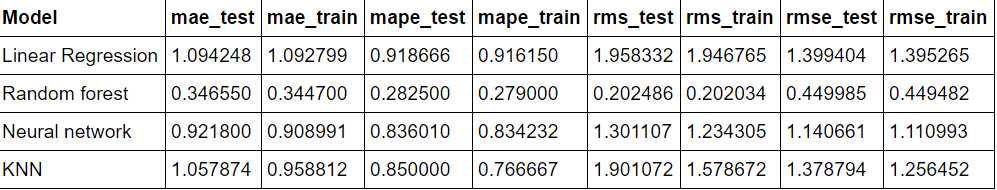 Model mae_test mae_train mape_test mape_train rms_test rms_train rmse_test rmse_train
Linear Regression 1.094248 1.092799 0.918666 0.916150 1.958332 1.946765 1.399404 1.395265
Random forest 0.346550 0.344700 0.282500 0.279000 0.202486 0.202034 0.449985 0.449482
Neural network 0.921800 0.908991 0.836010 0.834232 1.301107 1.234305 1.140661 1.110993
KNN 1.057874 0.958812 0.850000 0.766667 1.901072 1.578672 1.378794 1.256452